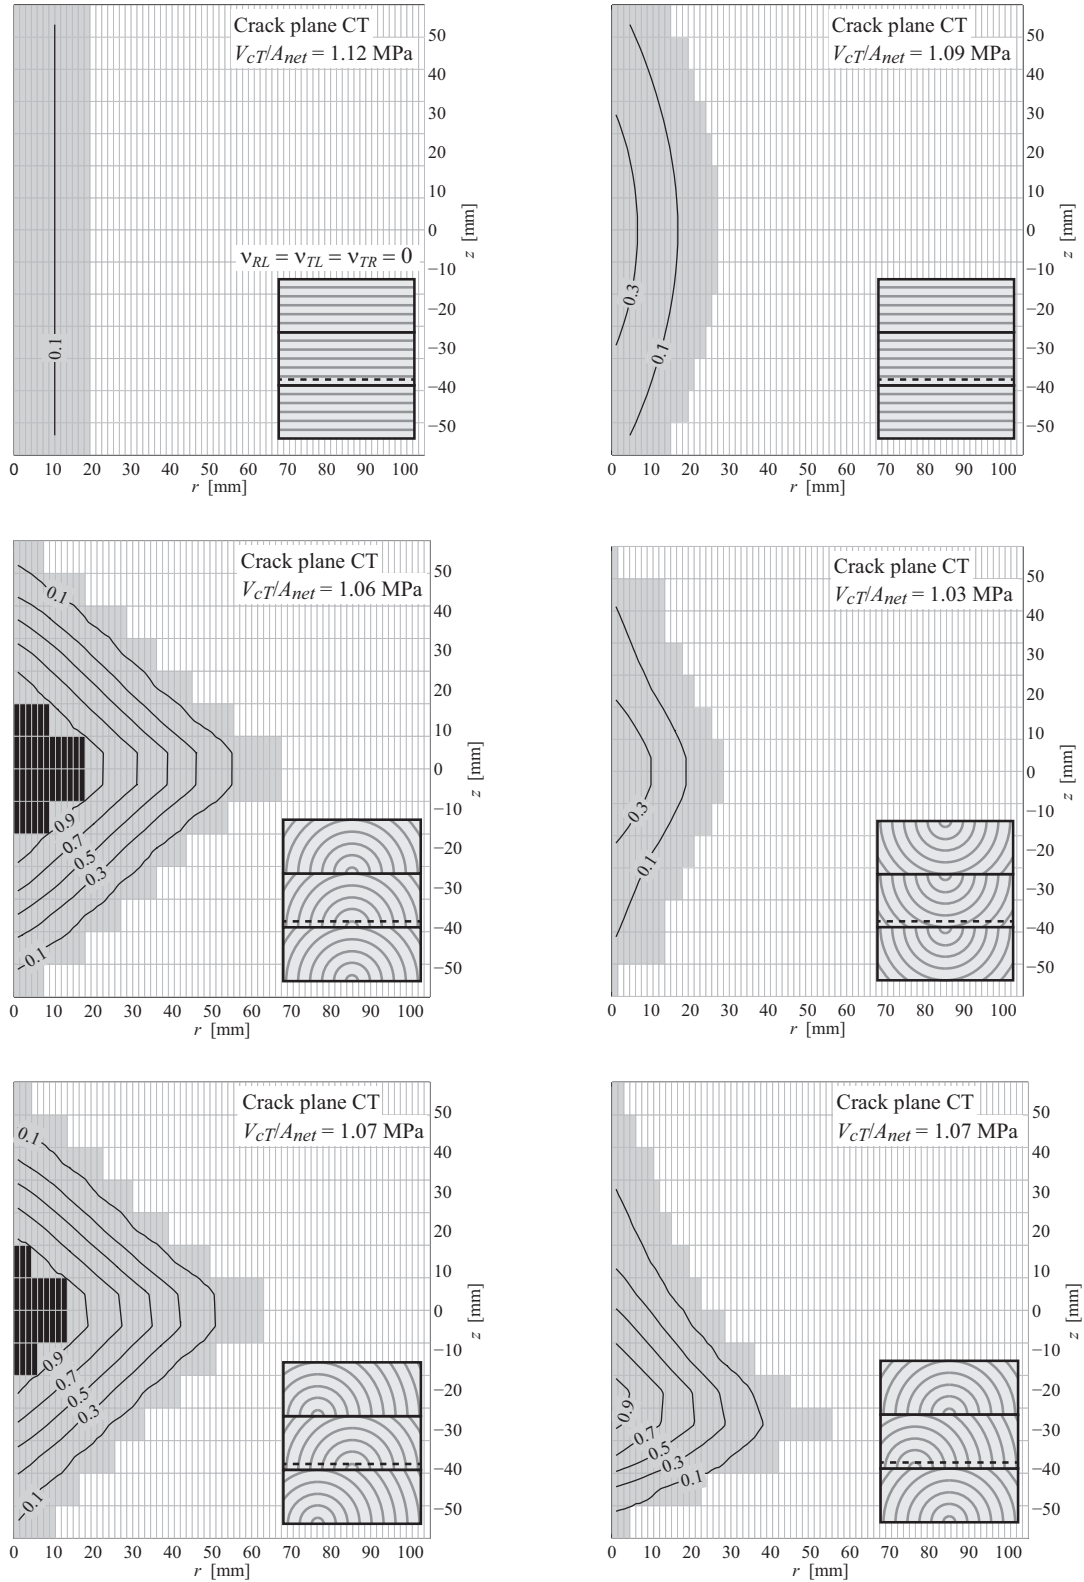 Crack plane CT
V_cT/A_net = 1.12 MPa
50
40
30
20
10
0
−10
−20
−30
−40
−50
z [mm]
ν_RL = ν_TL = ν_TR = 0
0.1
0 10 20 30 40 50 60 70 80 90 100
r [mm]
Crack plane CT
V_cT/A_net = 1.09 MPa
50
40
30
20
10
0
−10
−20
−30
−40
−50
z [mm]
0.3
0.1
0 10 20 30 40 50 60 70 80 90 100
r [mm]
Crack plane CT
V_cT/A_net = 1.06 MPa
50
40
30
20
10
0
−10
−20
−30
−40
−50
z [mm]
0.1
0.9
0.7
0.5
0.3
0.1
0 10 20 30 40 50 60 70 80 90 100
r [mm]
Crack plane CT
V_cT/A_net = 1.03 MPa
50
40
30
20
10
0
−10
−20
−30
−40
−50
z [mm]
0.3
0.1
0 10 20 30 40 50 60 70 80 90 100
r [mm]
Crack plane CT
V_cT/A_net = 1.07 MPa
50
40
30
20
10
0
−10
−20
−30
−40
−50
z [mm]
0.1
0.9
0.7
0.5
0.3
0.1
0 10 20 30 40 50 60 70 80 90 100
r [mm]
Crack plane CT
V_cT/A_net = 1.07 MPa
50
40
30
20
10
0
−10
−20
−30
−40
−50
z [mm]
0.9
0.7
0.5
0.3
0.1
0 10 20 30 40 50 60 70 80 90 100
r [mm]